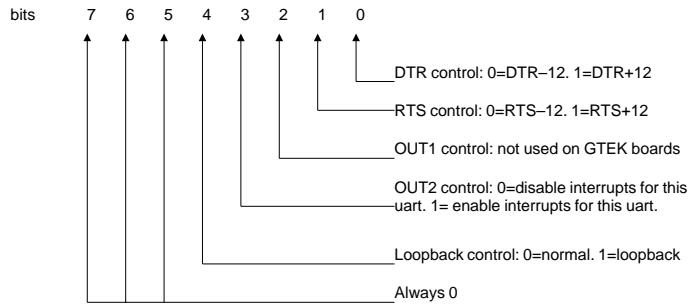 bits 7 6 5 4 3 2 1 0
DTR control: 0=DTR–12. 1=DTR+12
RTS control: 0=RTS–12. 1=RTS+12
OUT1 control: not used on GTEK boards
OUT2 control: 0=disable interrupts for this
uart. 1= enable interrupts for this uart.
Loopback control: 0=normal. 1=loopback
Always 0